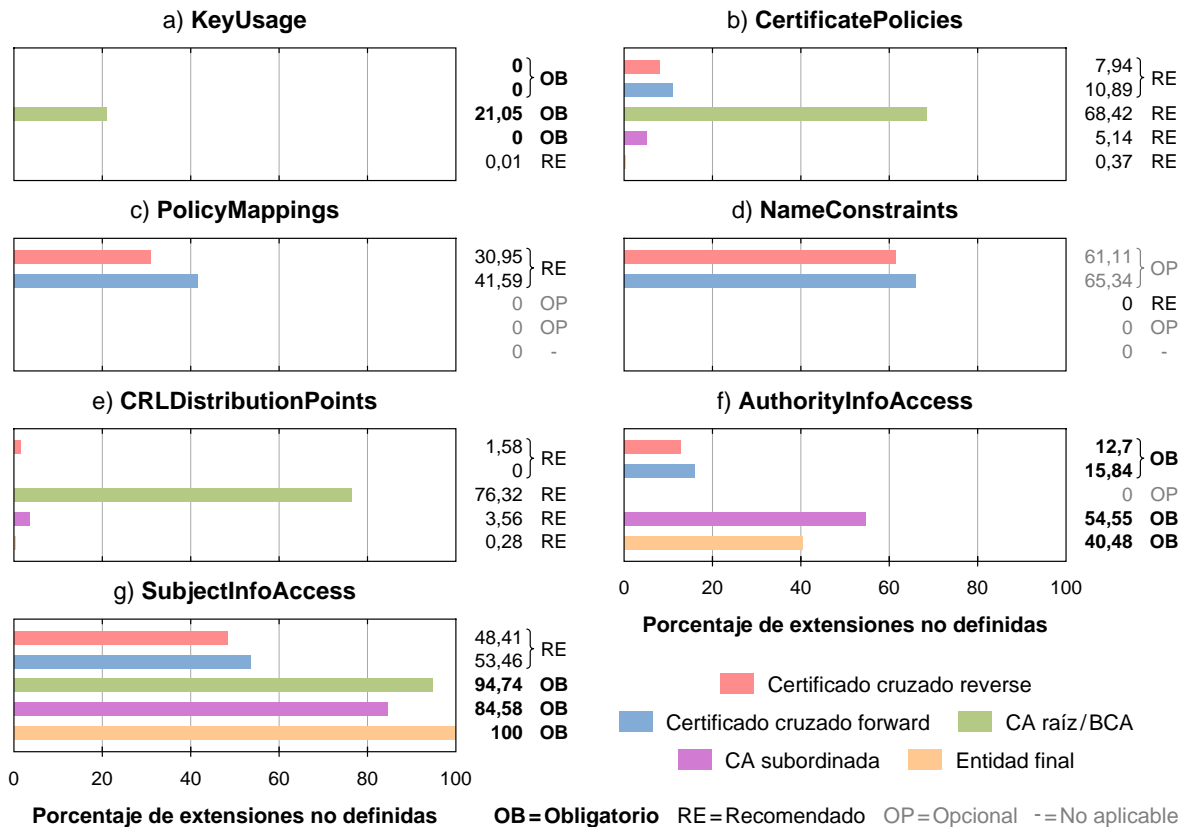 a) KeyUsage
0
0 OB
21,05 OB
0 OB
0,01 RE
b) CertificatePolicies
7,94
10,89 RE
68,42 RE
5,14 RE
0,37 RE
c) PolicyMappings
30,95
41,59 RE
0 OP
0 OP
0 -
d) NameConstraints
61,11
65,34 OP
0 RE
0 OP
0 -
e) CRLDistributionPoints
1,58
0 RE
76,32 RE
3,56 RE
0,28 RE
f) AuthorityInfoAccess
12,7
15,84 OB
0 OP
54,55 OB
40,48 OB
0 20 40 60 80 100
Porcentaje de extensiones no definidas
g) SubjectInfoAccess
48,41
53,46 RE
94,74 OB
84,58 OB
100 OB
0 20 40 60 80 100
Porcentaje de extensiones no definidas
Certificado cruzado reverse
Certificado cruzado forward CA raíz/BCA
CA subordinada Entidad final
OB=Obligatorio RE=Recomendado OP=Opcional -=No aplicable